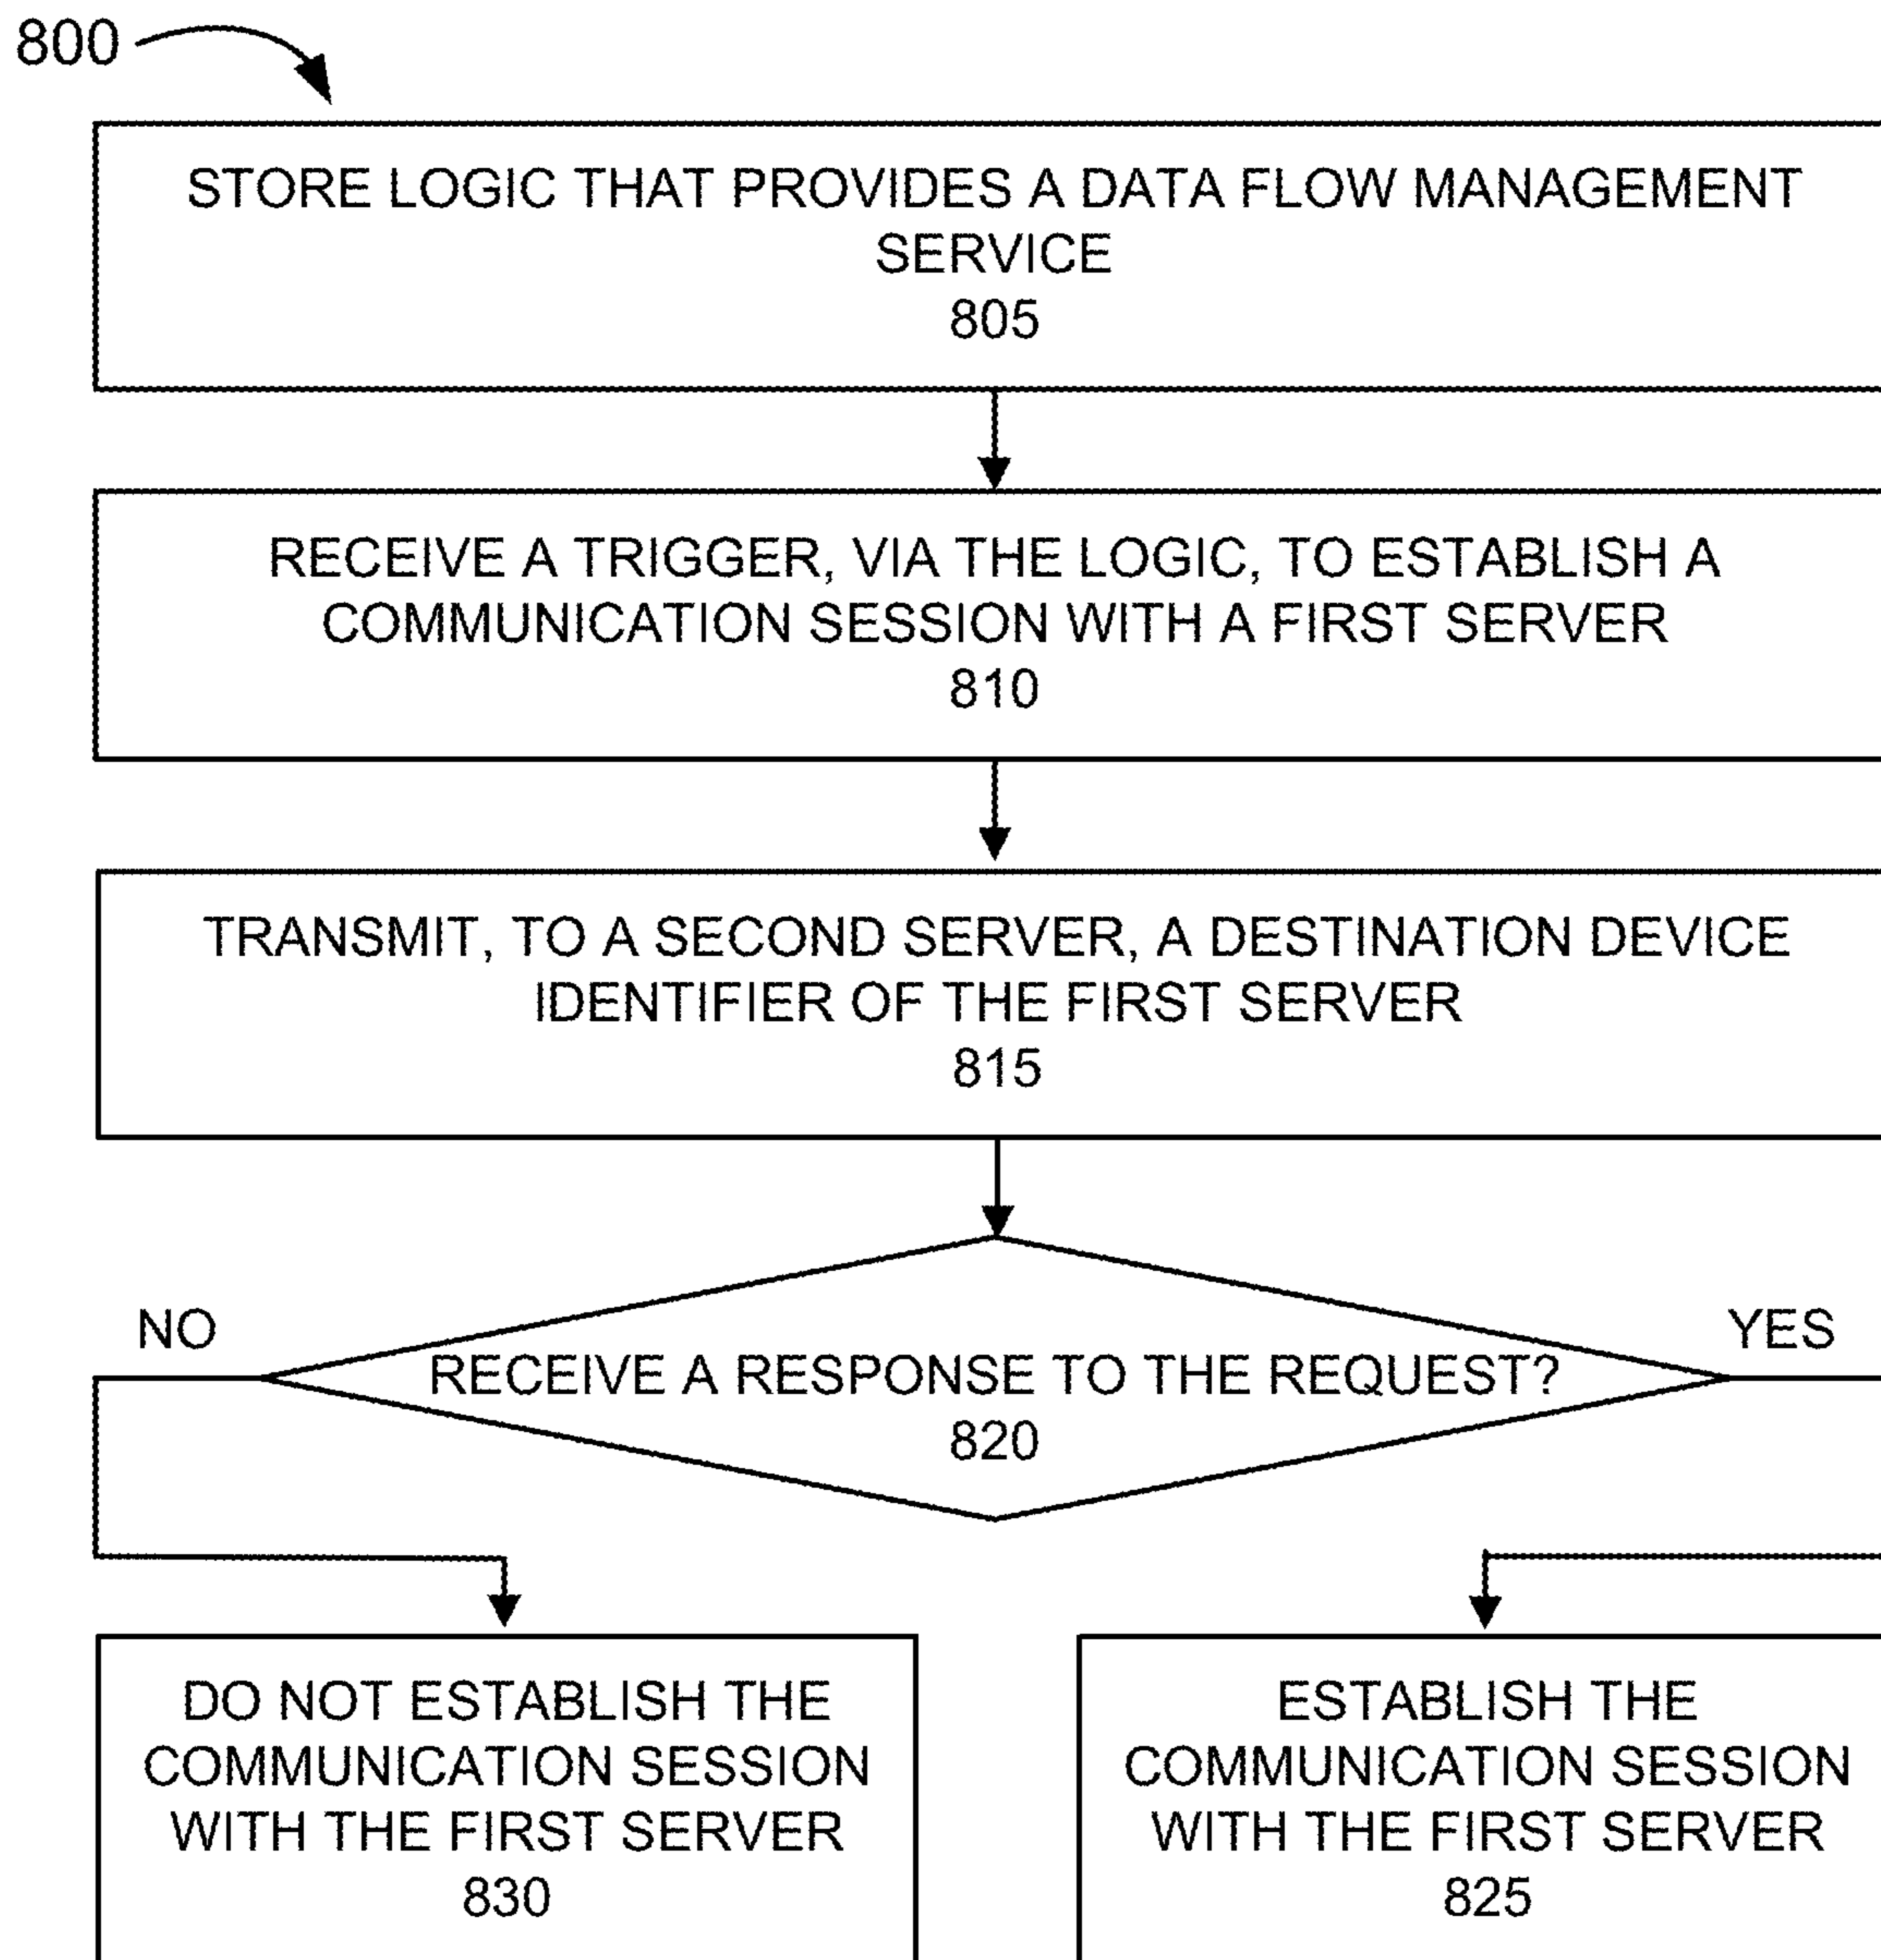 800
STORE LOGIC THAT PROVIDES A DATA FLOW MANAGEMENT
SERVICE
805
RECEIVE A TRIGGER, VIA THE LOGIC, TO ESTABLISH A
COMMUNICATION SESSION WITH A FIRST SERVER
810
TRANSMIT, TO A SECOND SERVER, A DESTINATION DEVICE
IDENTIFIER OF THE FIRST SERVER
815
NO
YES
RECEIVE A RESPONSE TO THE REQUEST?
820
DO NOT ESTABLISH THE
COMMUNICATION SESSION
WITH THE FIRST SERVER
830
ESTABLISH THE
COMMUNICATION SESSION
WITH THE FIRST SERVER
825